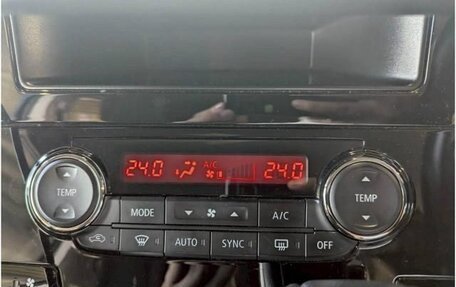 24.0 A/C 24.0
TEMP TEMP
MODE A/C
AUTO SYNC OFF